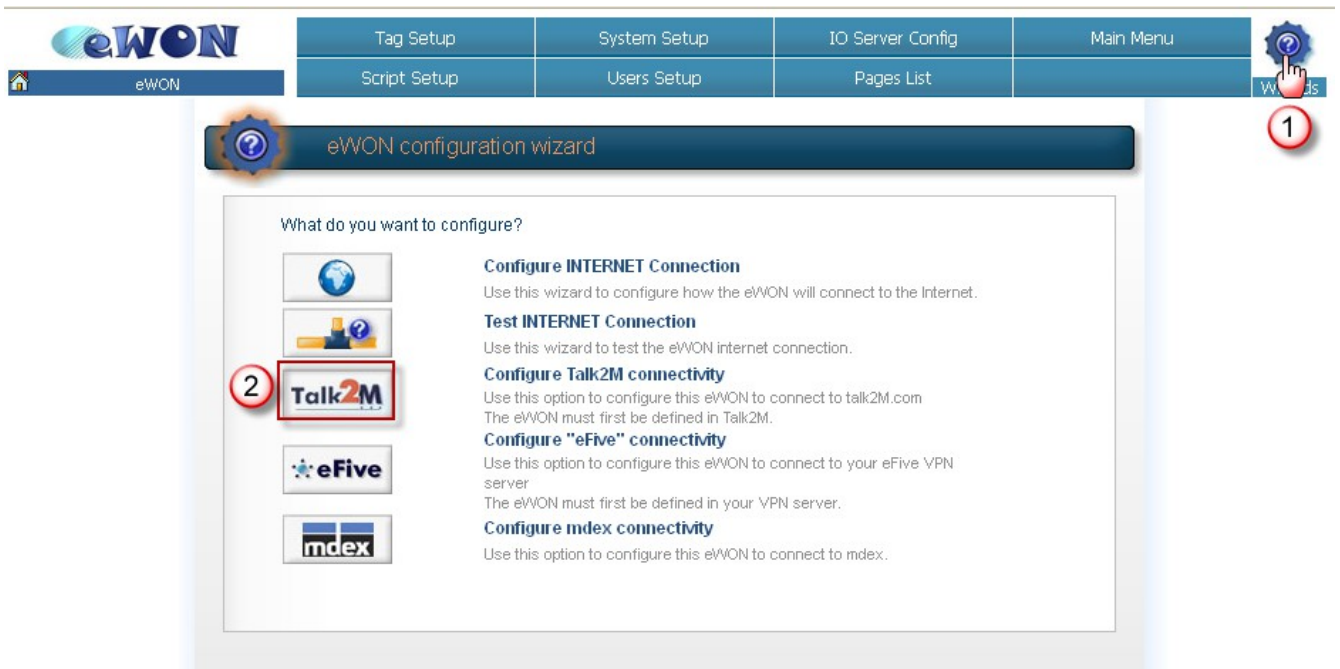 eWON
Tag Setup
System Setup
IO Server Config
Main Menu
eWON
Script Setup
Users Setup
Pages List
1
eWON configuration wizard
What do you want to configure?
Configure INTERNET Connection
Use this wizard to configure how the eWON will connect to the Internet.
Test INTERNET Connection
Use this wizard to test the eWON internet connection.
2
Talk2M
Configure Talk2M connectivity
Use this option to configure this eWON to connect to talk2M.com
The eWON must first be defined in Talk2M.
eFive
Configure "eFive" connectivity
Use this option to configure this eWON to connect to your eFive VPN
server
The eWON must first be defined in your VPN server.
mdex
Configure mdex connectivity
Use this option to configure this eWON to connect to mdex.